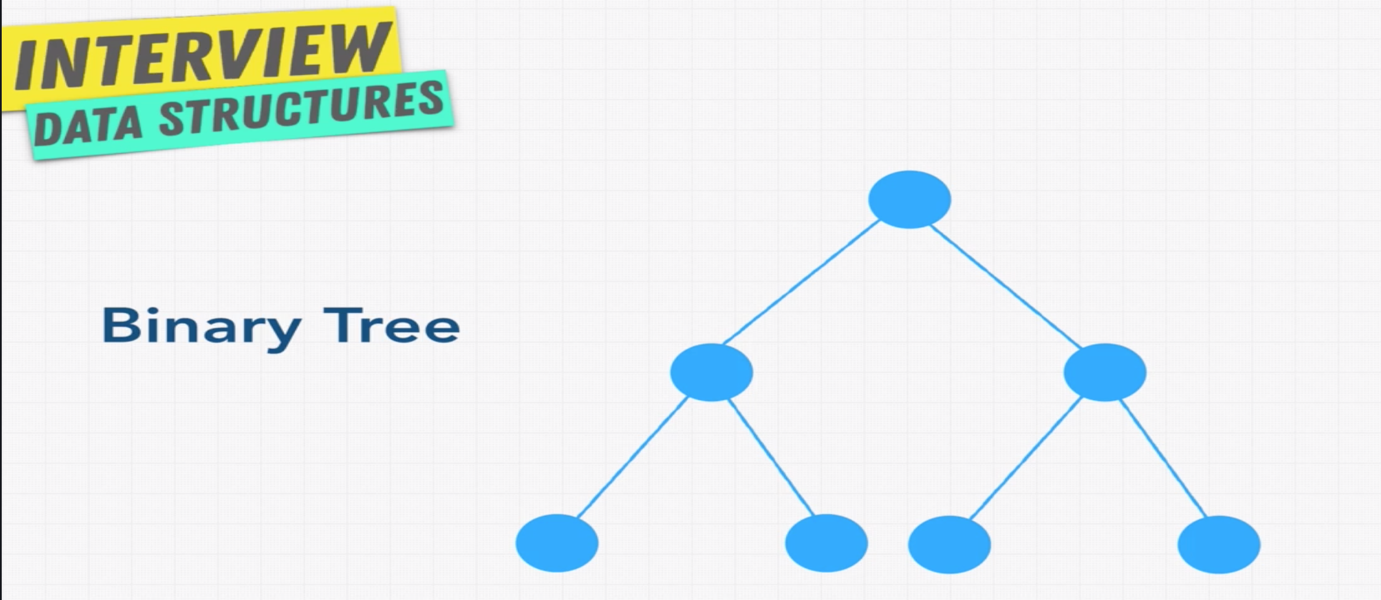 INTERVIEW
DATA STRUCTURES
Binary Tree